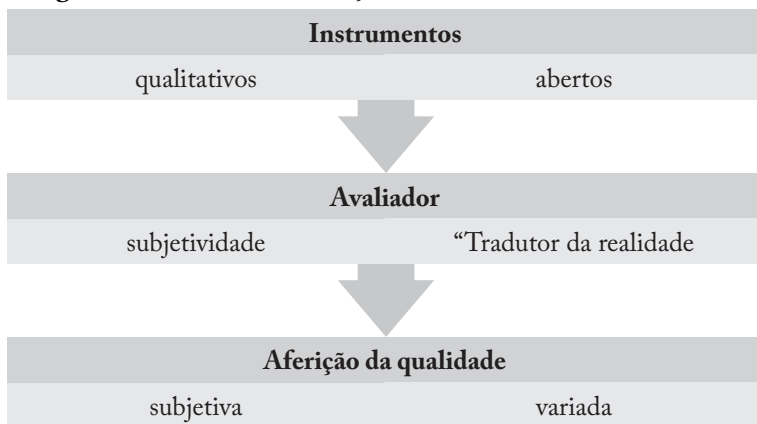 Instrumentos
qualitativos abertos
Avaliador
subjetividade “Tradutor da realidade
Aferição da qualidade
subjetiva variada